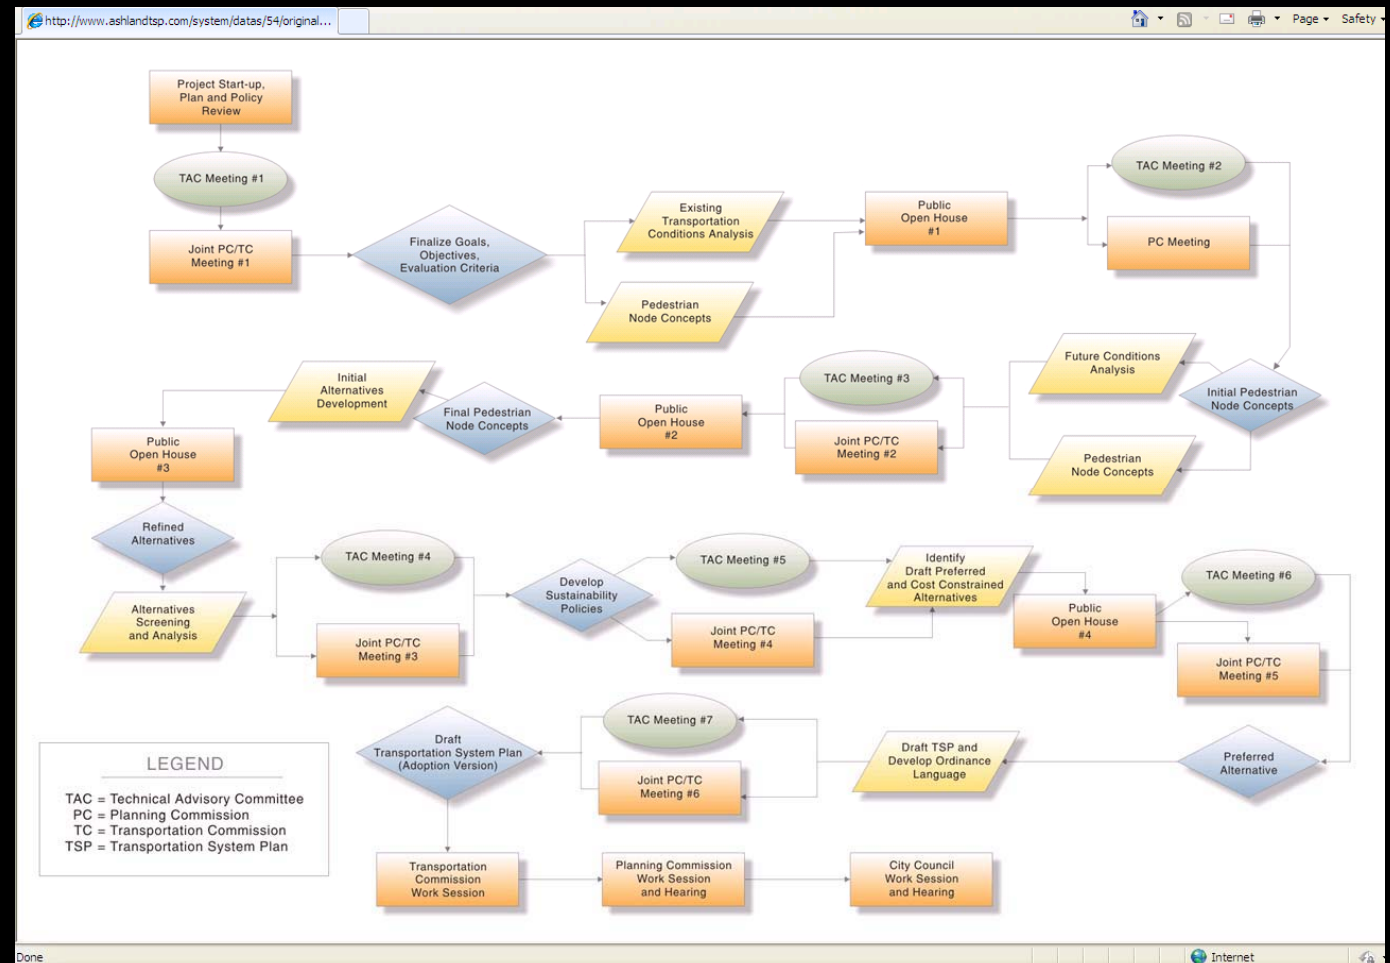 http://www.ashlandtsp.com/system/datas/54/original...
Page
Safety
Project Start-up,
Plan and Policy
Review
TAC Meeting #1
Joint PC/TC
Meeting #1
Finalize Goals,
Objectives,
Evaluation Criteria
Existing
Transportation
Conditions Analysis
Pedestrian
Node Concepts
Public
Open House
#1
TAC Meeting #2
PC Meeting
Initial Pedestrian
Node Concepts
Future Conditions
Analysis
Pedestrian
Node Concepts
TAC Meeting #3
Joint PC/TC
Meeting #2
Public
Open House
#2
Final Pedestrian
Node Concepts
Initial
Alternatives
Development
Public
Open House
#3
Refined
Alternatives
Alternatives
Screening
and Analysis
TAC Meeting #4
Joint PC/TC
Meeting #3
Develop
Sustainability
Policies
TAC Meeting #5
Joint PC/TC
Meeting #4
Identify
Draft Preferred
and Cost Constrained
Alternatives
Public
Open House
#4
TAC Meeting #6
Joint PC/TC
Meeting #5
Preferred
Alternative
Draft TSP and
Develop Ordinance
Language
TAC Meeting #7
Joint PC/TC
Meeting #6
Draft
Transportation System Plan
(Adoption Version)
Transportation
Commission
Work Session
Planning Commission
Work Session
and Hearing
City Council
Work Session
and Hearing
LEGEND
TAC = Technical Advisory Committee
PC = Planning Commission
TC = Transportation Commission
TSP = Transportation System Plan
Done
Internet